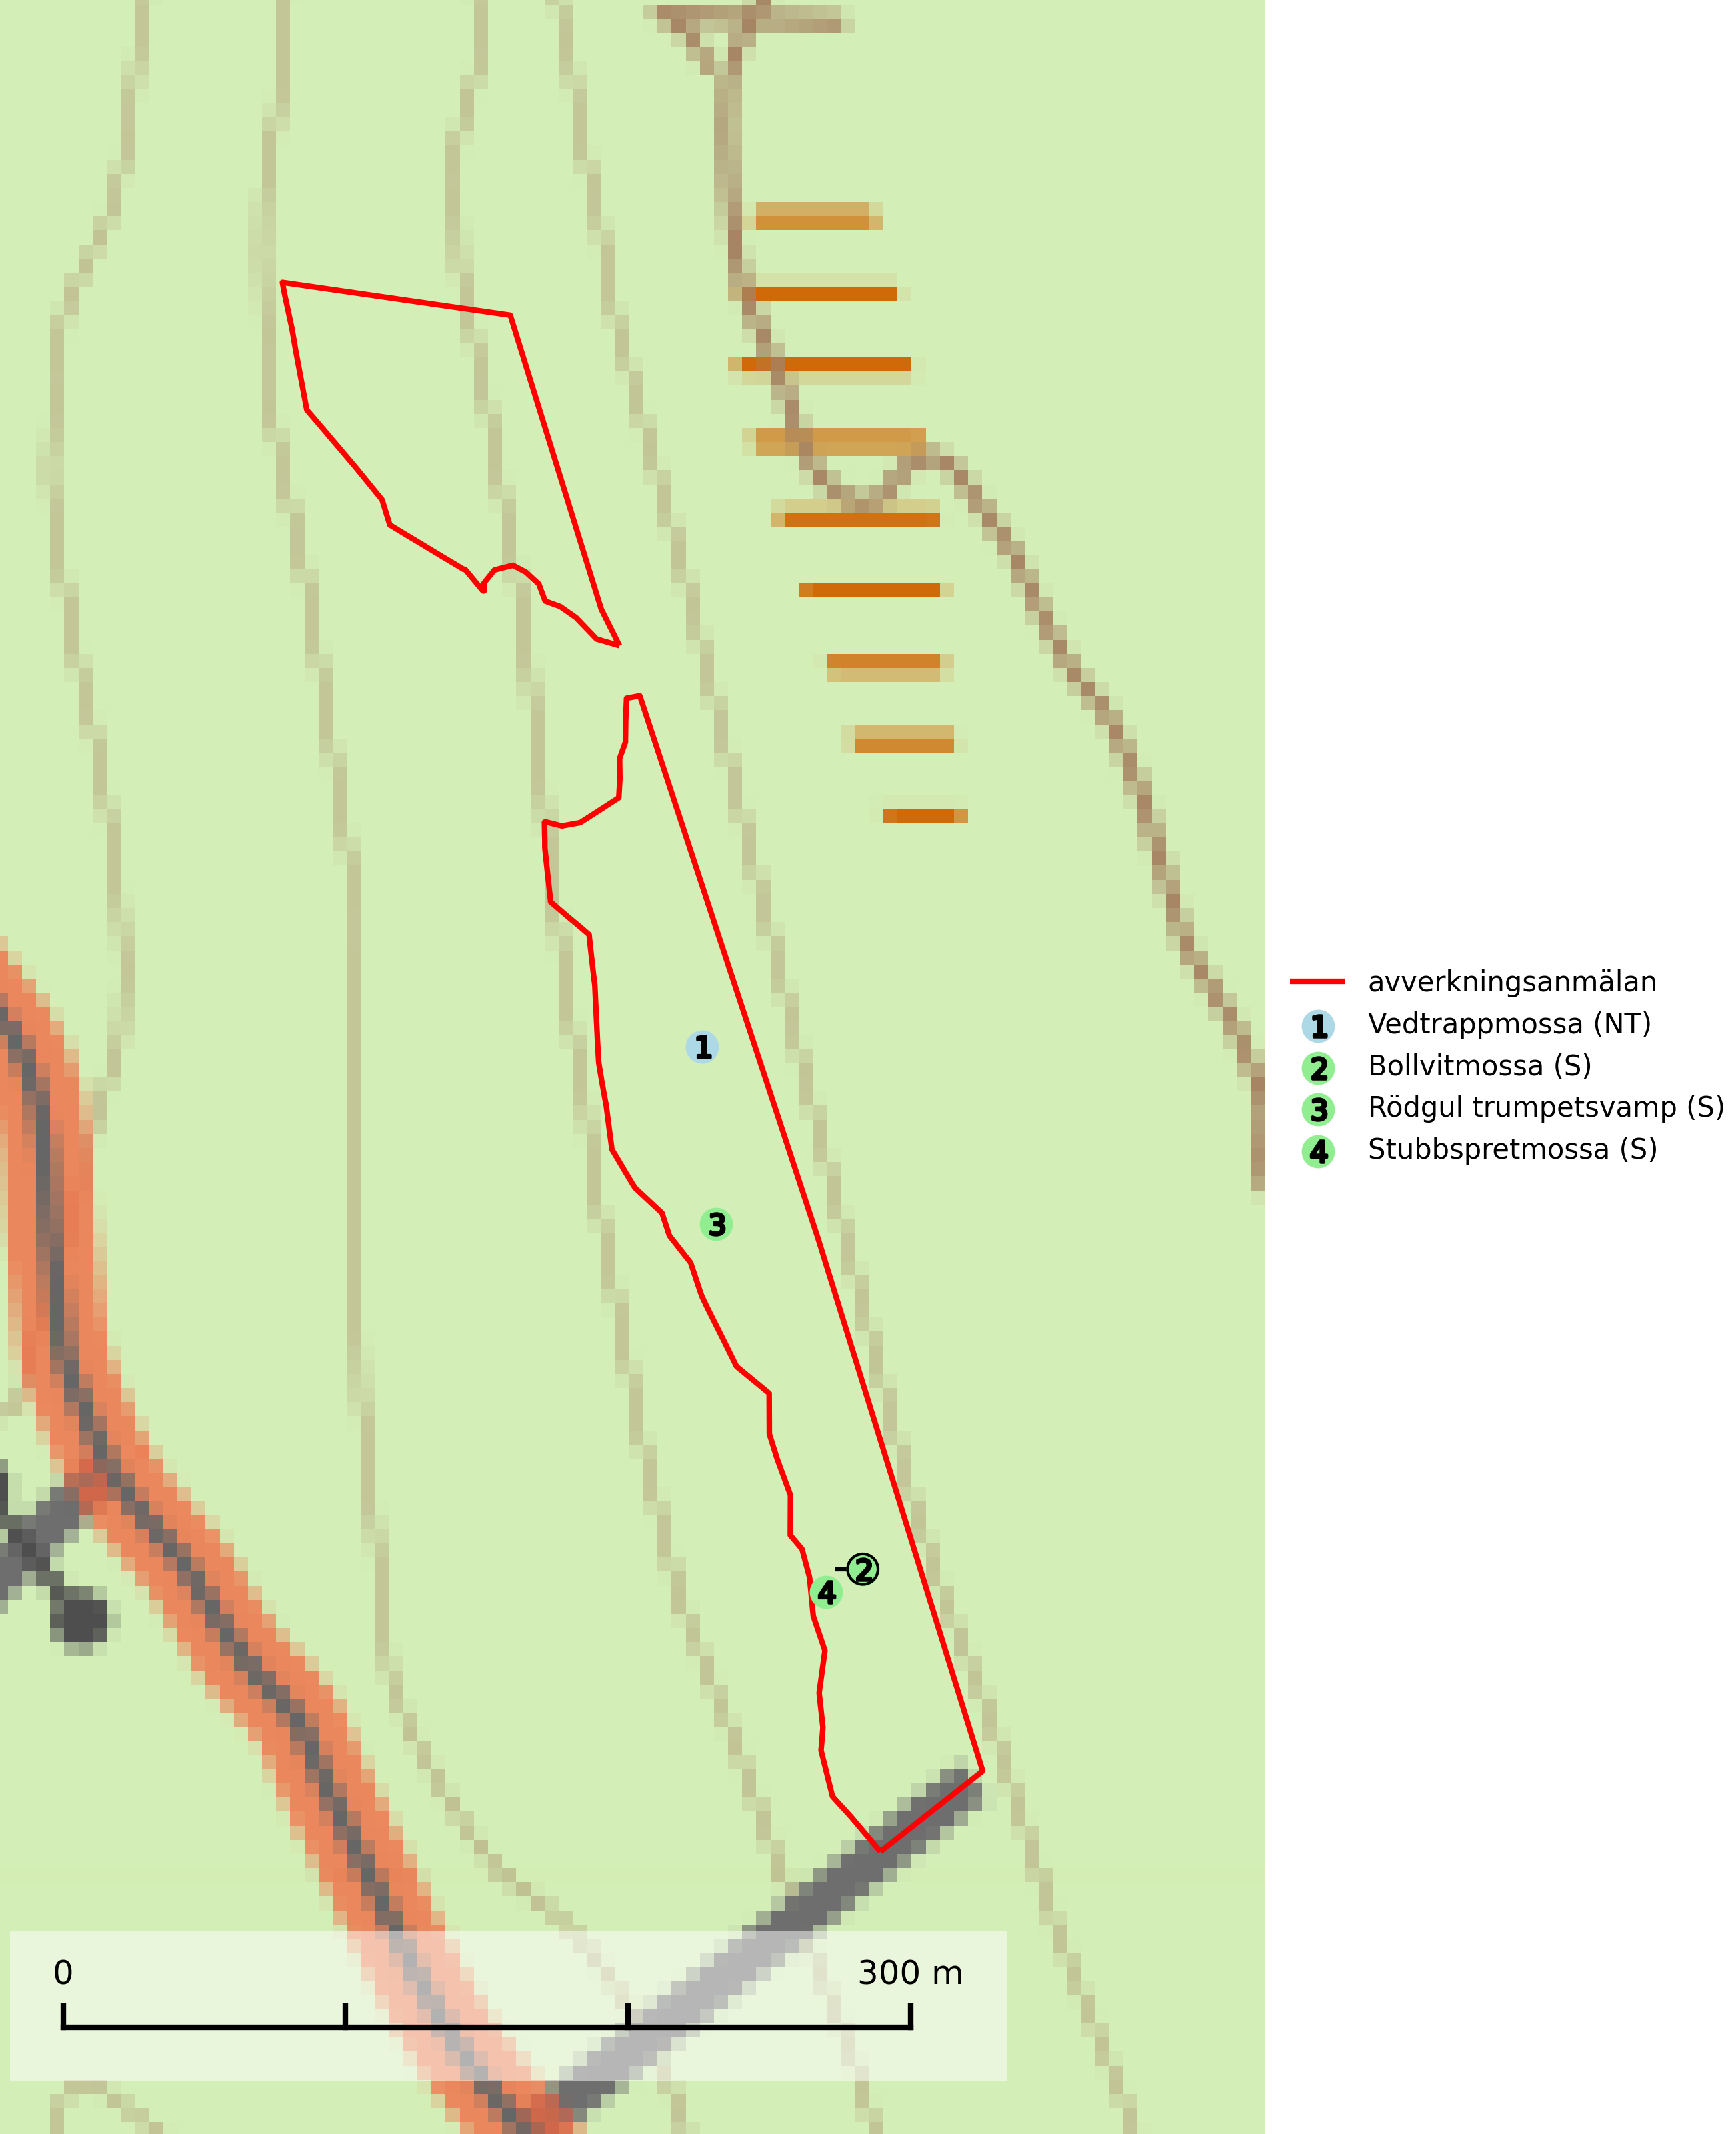 1
3
2
4
0 300 m
avverkningsanmälan
1 Vedtrappmossa (NT)
2 Bollvitmossa (S)
3 Rödgul trumpetsvamp (S)
4 Stubbspretmossa (S)